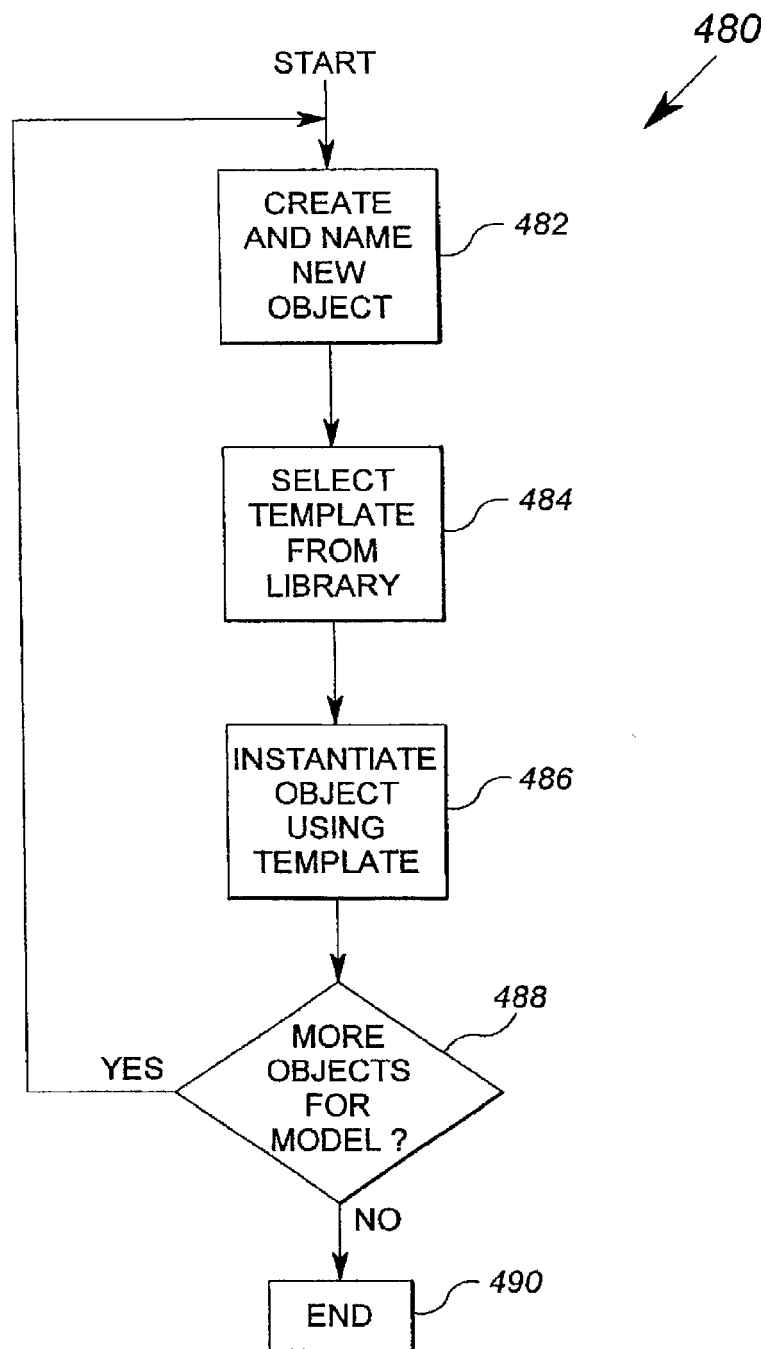 480
START
CREATE
AND NAME
NEW
OBJECT
482
SELECT
TEMPLATE
FROM
LIBRARY
484
INSTANTIATE
OBJECT
USING
TEMPLATE
486
488
MORE
OBJECTS
FOR
MODEL ?
YES
NO
490
END